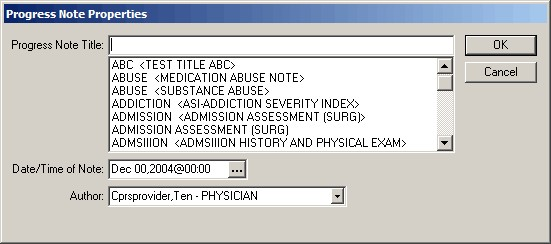 Progress Note Properties
Progress Note Title:
OK
ABC <TEST TITLE ABC>
ABUSE <MEDICATION ABUSE NOTE>
Cancel
ABUSE <SUBSTANCE ABUSE>
ADDICTION <ASI-ADDICTION SEVERITY INDEX>
ADMISSION <ADMISSION ASSESSMENT (SURG)>
ADMISSION ASSESSMENT (SURG)
ADMSIIION <ADMSIIION HISTORY AND PHYSICAL EXAM>
Date/Time of Note: Dec 00,2004@00:00 ...
Author: Cprsprovider,Ten - PHYSICIAN